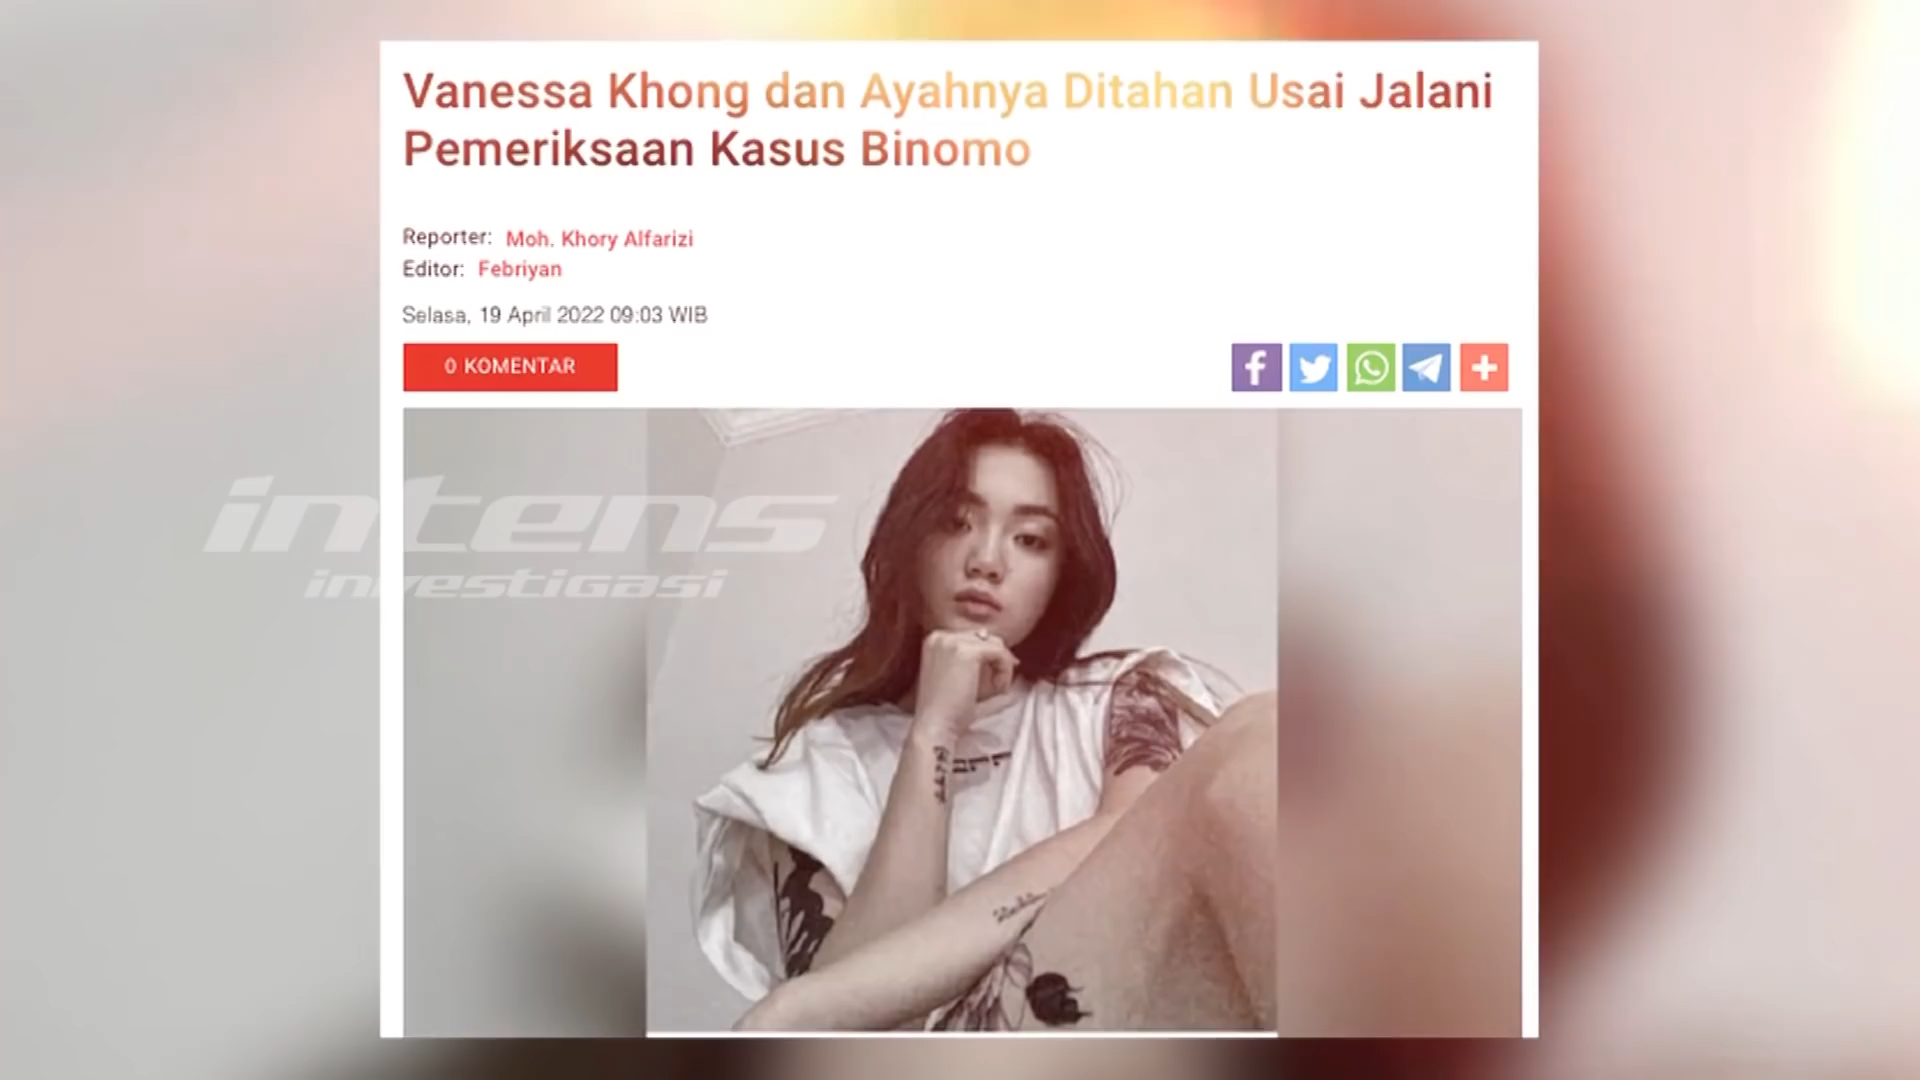 Vanessa Khong dan Ayahnya Ditahan Usai Jalani
Pemeriksaan Kasus Binomo
Reporter: Moh. Khory Alfarizi
Editor: Febriyan
Selasa, 19 April 2022 09:03 WIB
0 KOMENTAR
intens
investigasi